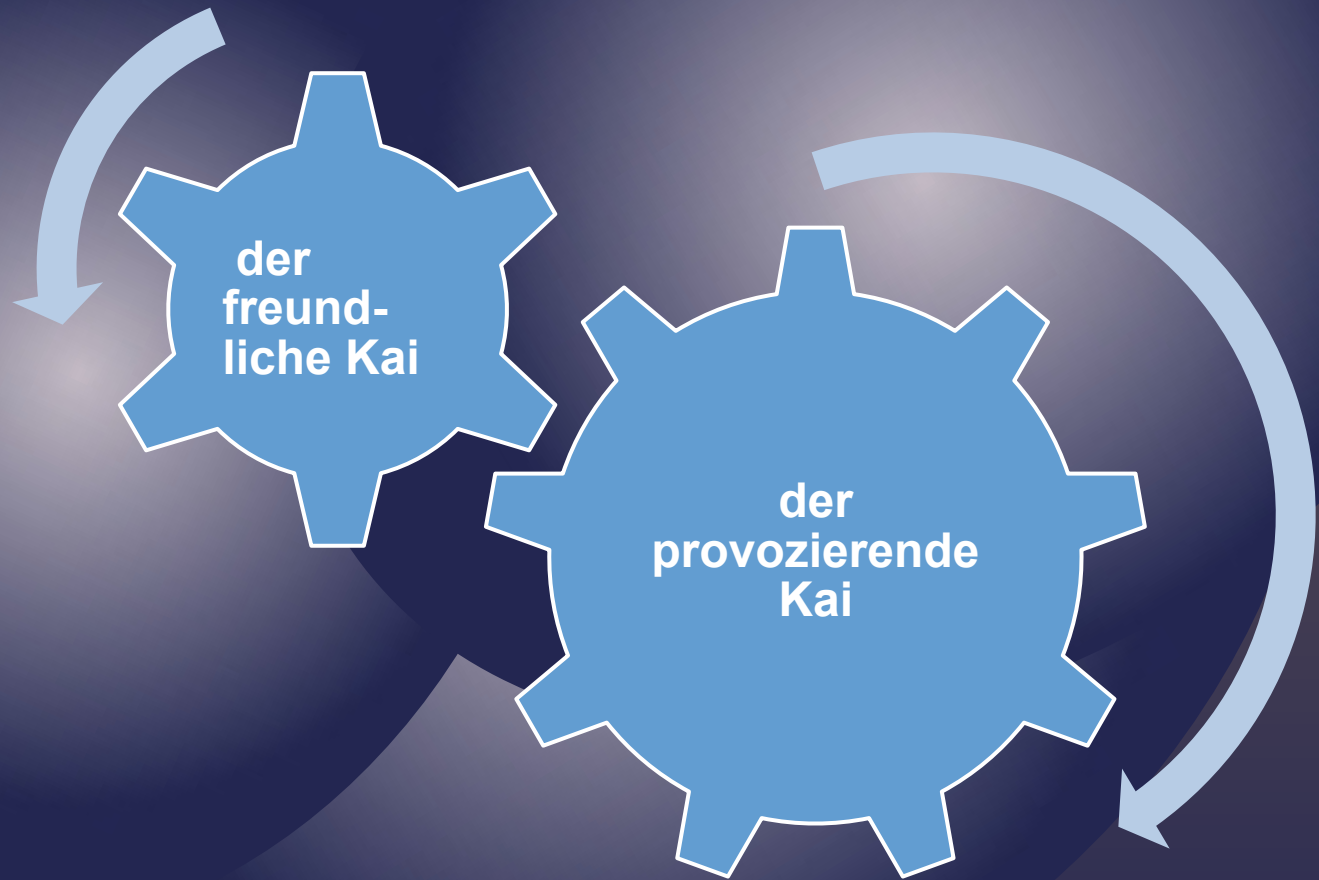 der
freund-
liche Kai
der
provozierende
Kai